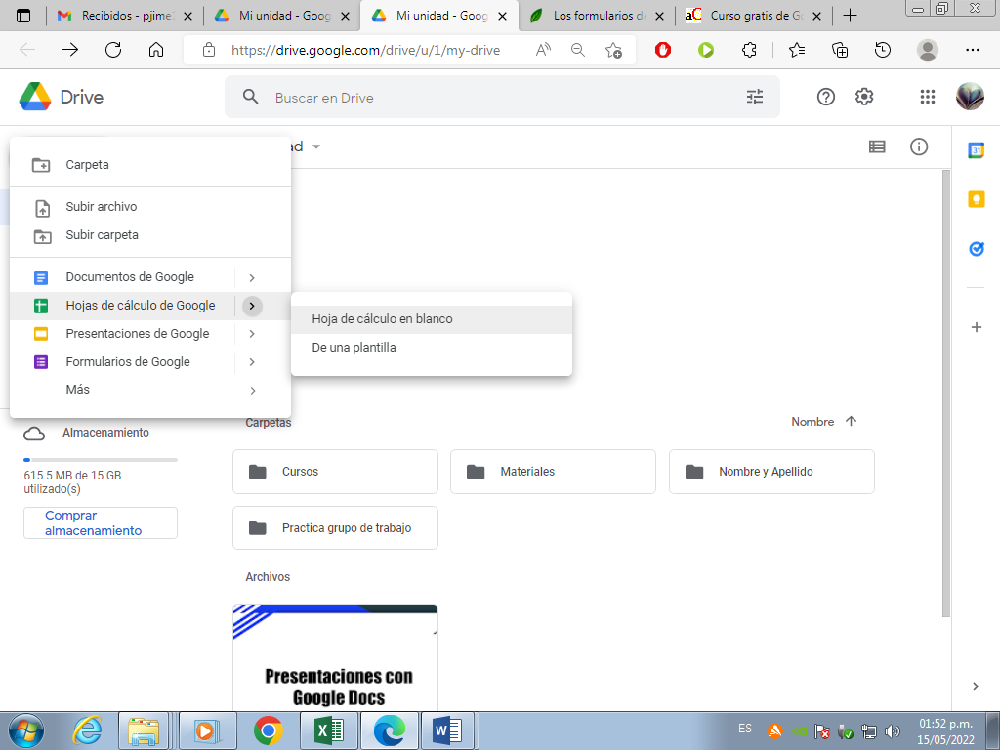 Recibidos - pjime
Mi unidad - Goog
Mi unidad - Goog
Los formularios de
Curso gratis de Go
https://drive.google.com/drive/u/1/my-drive
Drive
Buscar en Drive
ad
Carpeta
Subir archivo
Subir carpeta
Documentos de Google
Hojas de cálculo de Google
Presentaciones de Google
Formularios de Google
Más
Hoja de cálculo en blanco
De una plantilla
31
Almacenamiento
615.5 MB de 15 GB
utilizado(s)
Comprar
almacenamiento
Carpetas
Nombre
Cursos
Materiales
Nombre y Apellido
Practica grupo de trabajo
Archivos
Presentaciones con
Google Docs
ES
01:52 p.m.
15/05/2022